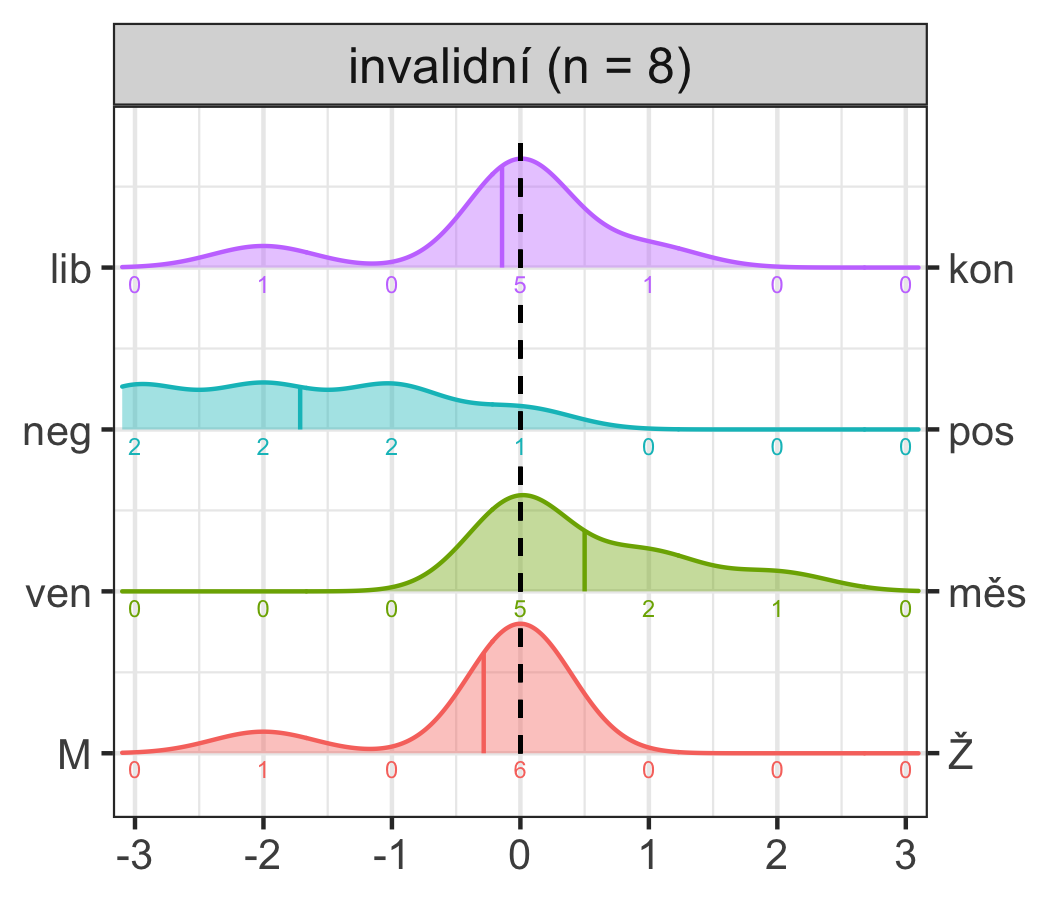 invalidní (n = 8)
lib kon
0 1 0 5 1 0 0
neg pos
2 2 2 1 0 0 0
ven měs
0 0 0 5 2 1 0
M Ž
0 1 0 6 0 0 0
-3 -2 -1 0 1 2 3